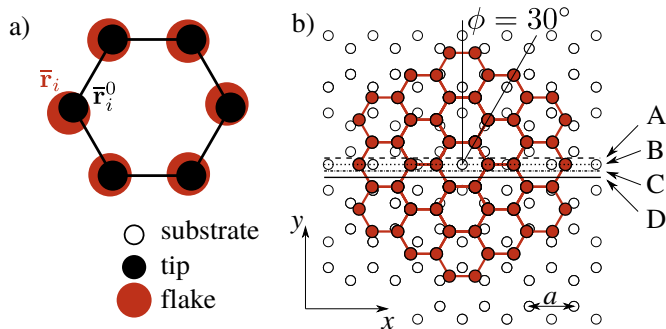 a)
r̄ᵢ
r̄ᵢ⁰
substrate
tip
flake
b)
ϕ = 30°
A
B
C
D
y
x
a